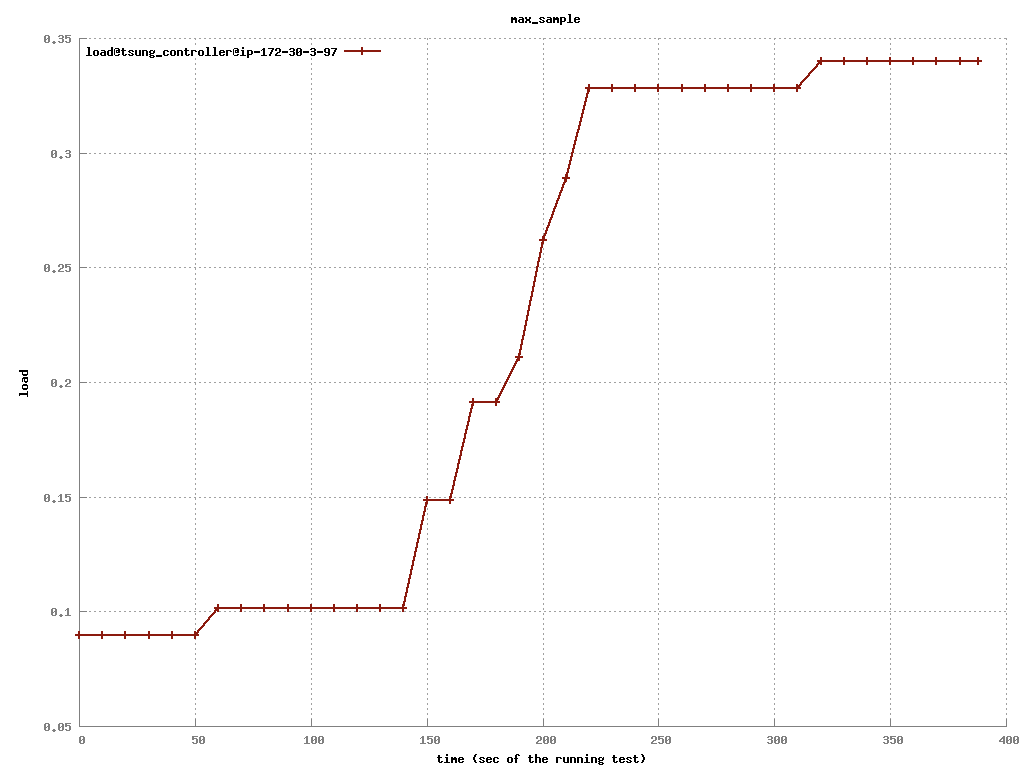 max_sample
load@tsung_controller@ip-172-30-3-97
0.35
0.3
0.25
0.2
0.15
0.1
0.05
load
0 50 100 150 200 250 300 350 400
time (sec of the running test)